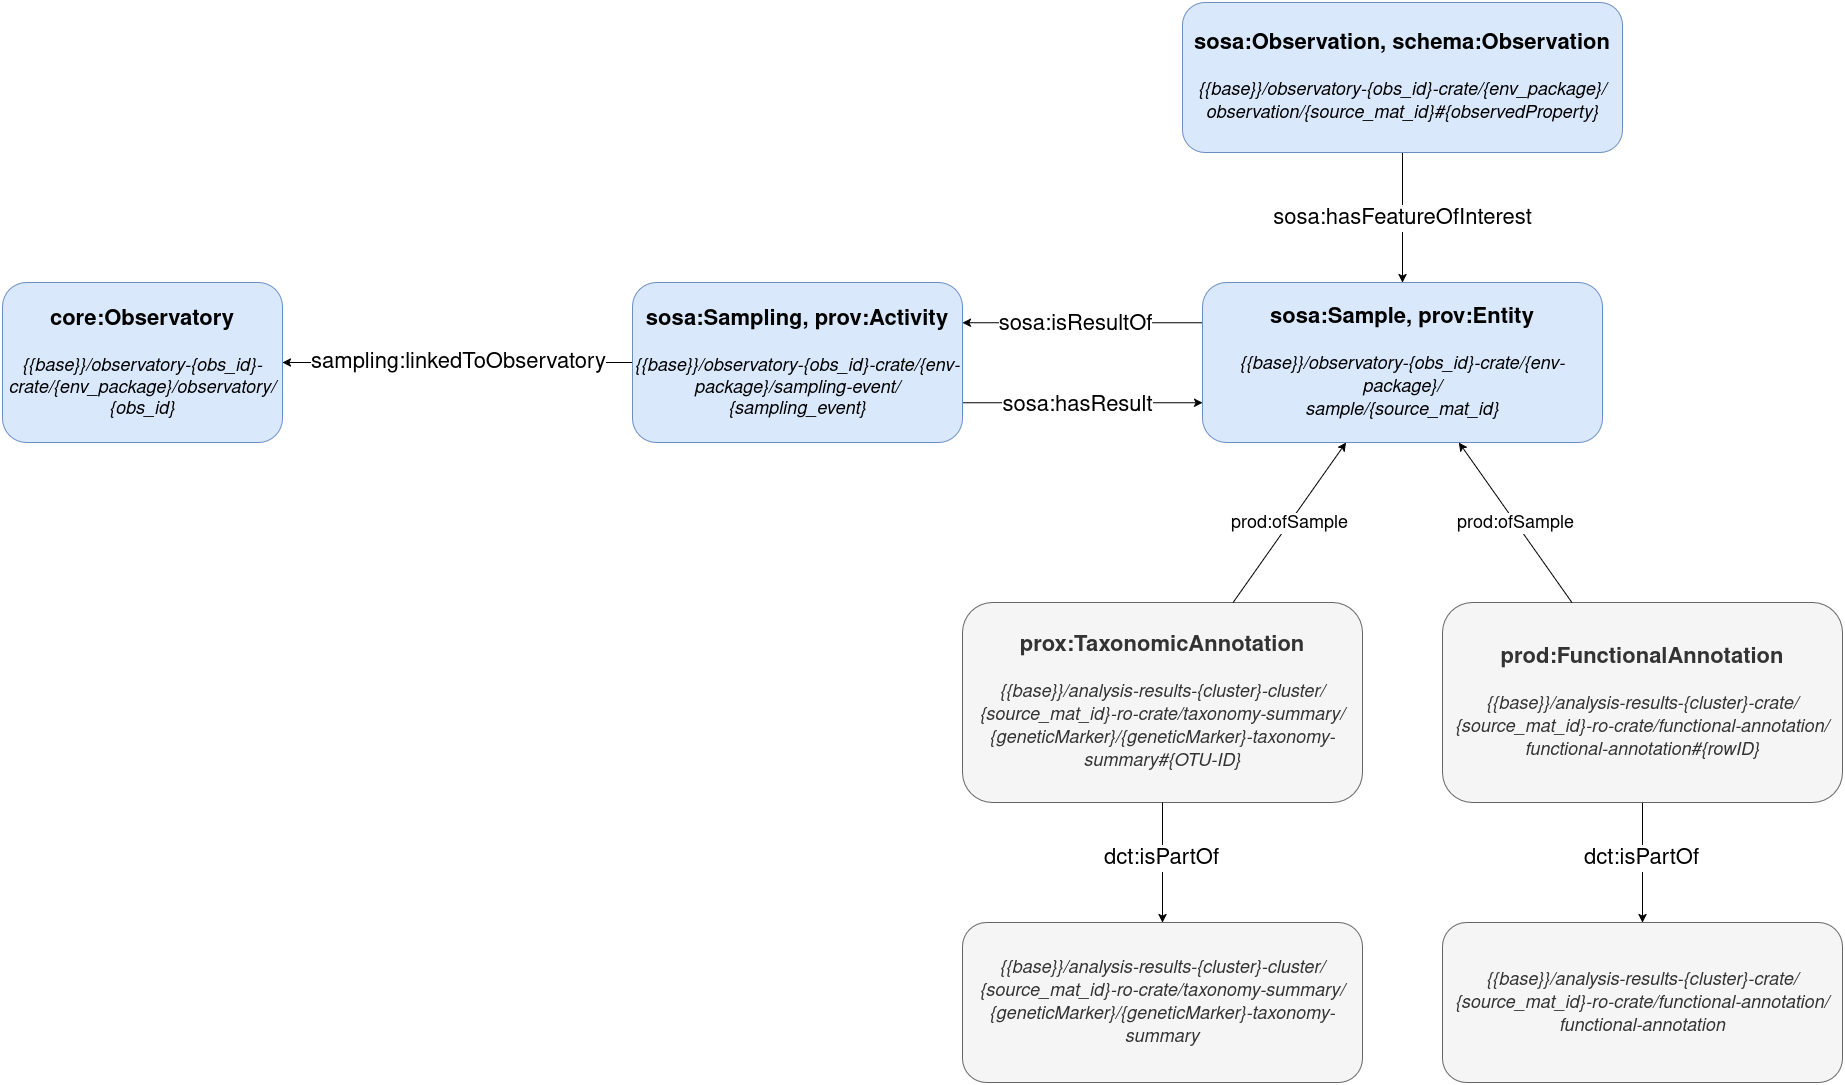 sosa:Observation, schema:Observation
{{base}}/observatory-{obs_id}-crate/{env_package}/
observation/{source_mat_id}#{observedProperty}
sosa:hasFeatureOfInterest
core:Observatory
{{base}}/observatory-{obs_id}-
crate/{env_package}/observatory/
{obs_id}
sampling:linkedToObservatory
sosa:Sampling, prov:Activity
{{base}}/observatory-{obs_id}-crate/{env-
package}/sampling-event/
{sampling_event}
sosa:isResultOf
sosa:hasResult
sosa:Sample, prov:Entity
{{base}}/observatory-{obs_id}-crate/{env-
package}/
sample/{source_mat_id}
prod:ofSample
prod:ofSample
prox:TaxonomicAnnotation
{{base}}/analysis-results-{cluster}-cluster/
{source_mat_id}-ro-crate/taxonomy-summary/
{geneticMarker}/{geneticMarker}-taxonomy-
summary#{OTU-ID}
prod:FunctionalAnnotation
{{base}}/analysis-results-{cluster}-crate/
{source_mat_id}-ro-crate/functional-annotation/
functional-annotation#{rowID}
dct:isPartOf
dct:isPartOf
{{base}}/analysis-results-{cluster}-cluster/
{source_mat_id}-ro-crate/taxonomy-summary/
{geneticMarker}/{geneticMarker}-taxonomy-
summary
{{base}}/analysis-results-{cluster}-crate/
{source_mat_id}-ro-crate/functional-annotation/
functional-annotation